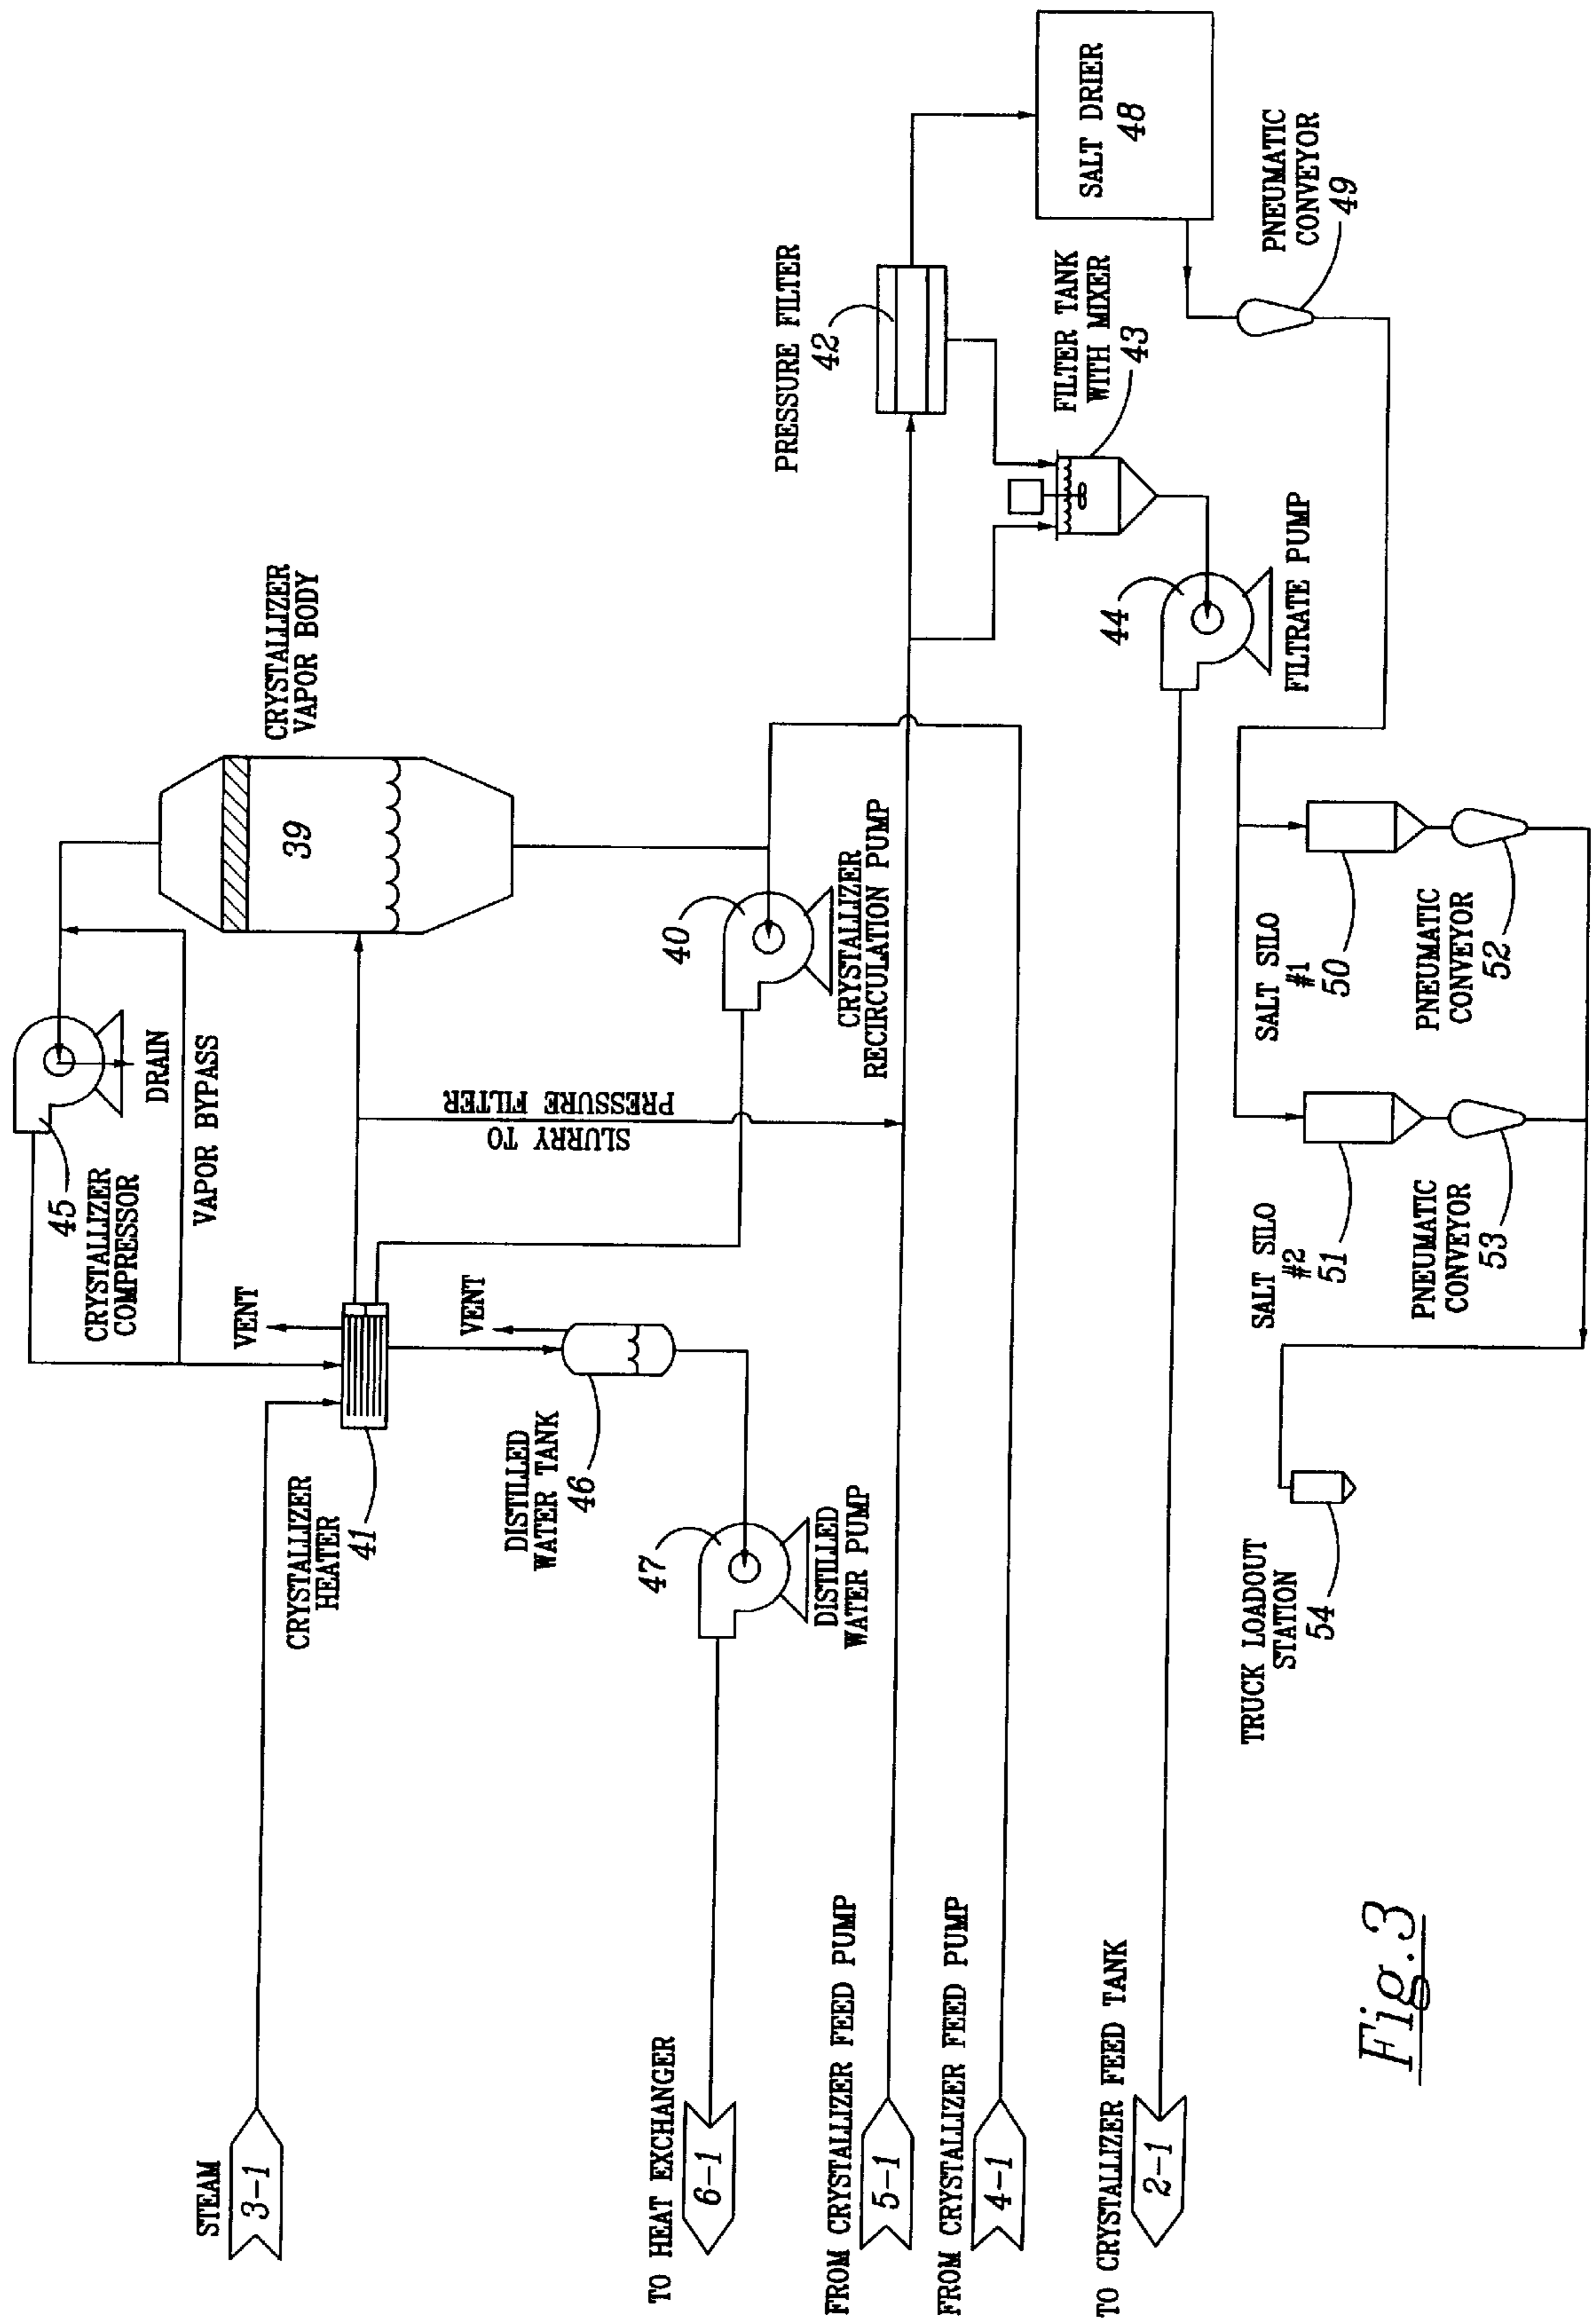 STEAM
3-1
TO HEAT EXCHANGER
6-1
FROM CRYSTALLIZER FEED PUMP
5-1
FROM CRYSTALLIZER FEED PUMP
4-1
TO CRYSTALLIZER FEED TANK
2-1
CRYSTALLIZER
HEATER
41
VENT
CRYSTALLIZER
COMPRESSOR
45
DRAIN
VAPOR BYPASS
CRYSTALLIZER
VAPOR BODY
39
SLURRY TO
PRESSURE FILTER
DISTILLED
WATER TANK
46
VENT
47
DISTILLED
WATER PUMP
40
CRYSTALLIZER
RECIRCULATION PUMP
PRESSURE FILTER
42
FILTER TANK
WITH MIXER
43
44
FILTRATE PUMP
SALT DRIER
48
PNEUMATIC
CONVEYOR
49
TRUCK LOADOUT
STATION
54
SALT SILO
#2
51
PNEUMATIC
CONVEYOR
53
SALT SILO
#1
50
PNEUMATIC
CONVEYOR
52
Fig.3